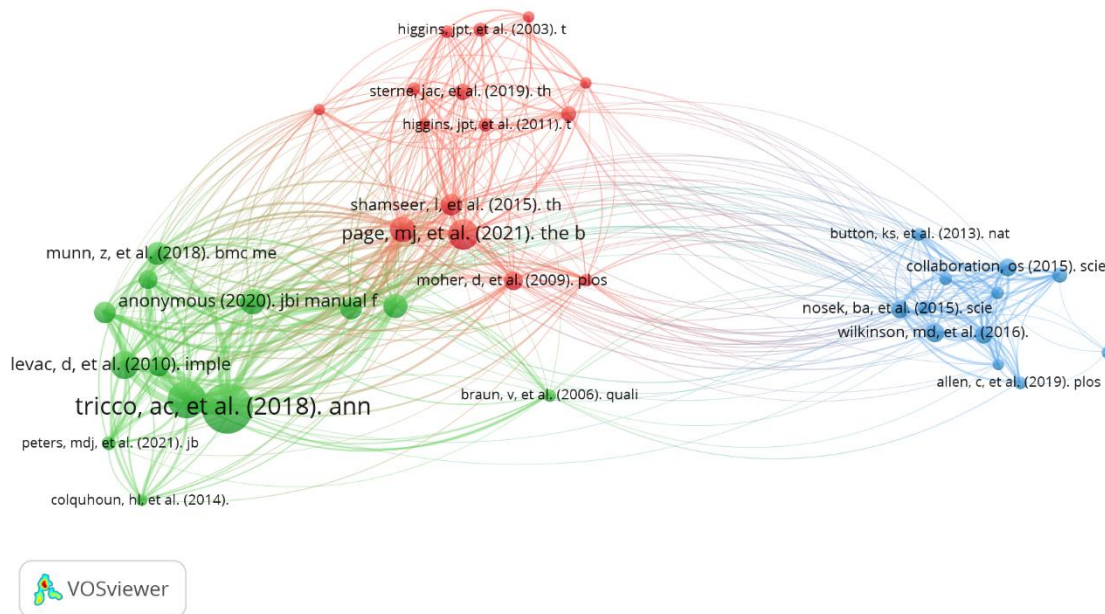 higgins, jpt, et al. (2003). t
sterne, jac, et al. (2019). th
higgins, jpt, et al. (2011). t
shamseer, l, et al. (2015). th
page, mj, et al. (2021). the b
button, ks, et al. (2013). nat
munn, z, et al. (2018). bmc me
collaboration, os (2015). scie
moher, d, et al. (2009). plos
anonymous (2020). jbi manual f
nosek, ba, et al. (2015). scie
wilkinson, md, et al. (2016).
levac, d, et al. (2010). imple
allen, c, et al. (2019). plos
braun, v, et al. (2006). quali
tricco, ac, et al. (2018). ann
peters, mdj, et al. (2021). jb
colquhoun, hl, et al. (2014).
VOSviewer